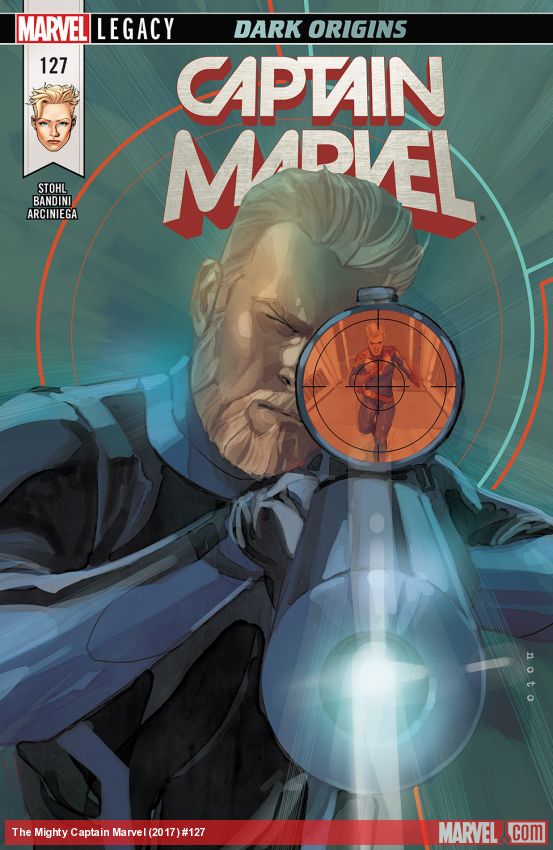 MARVEL LEGACY DARK ORIGINS
127
CAPTAIN
MARVEL
STOHL
BANDINI
ARCINIEGA
noto
The Mighty Captain Marvel (2017) #127 MARVEL.COM